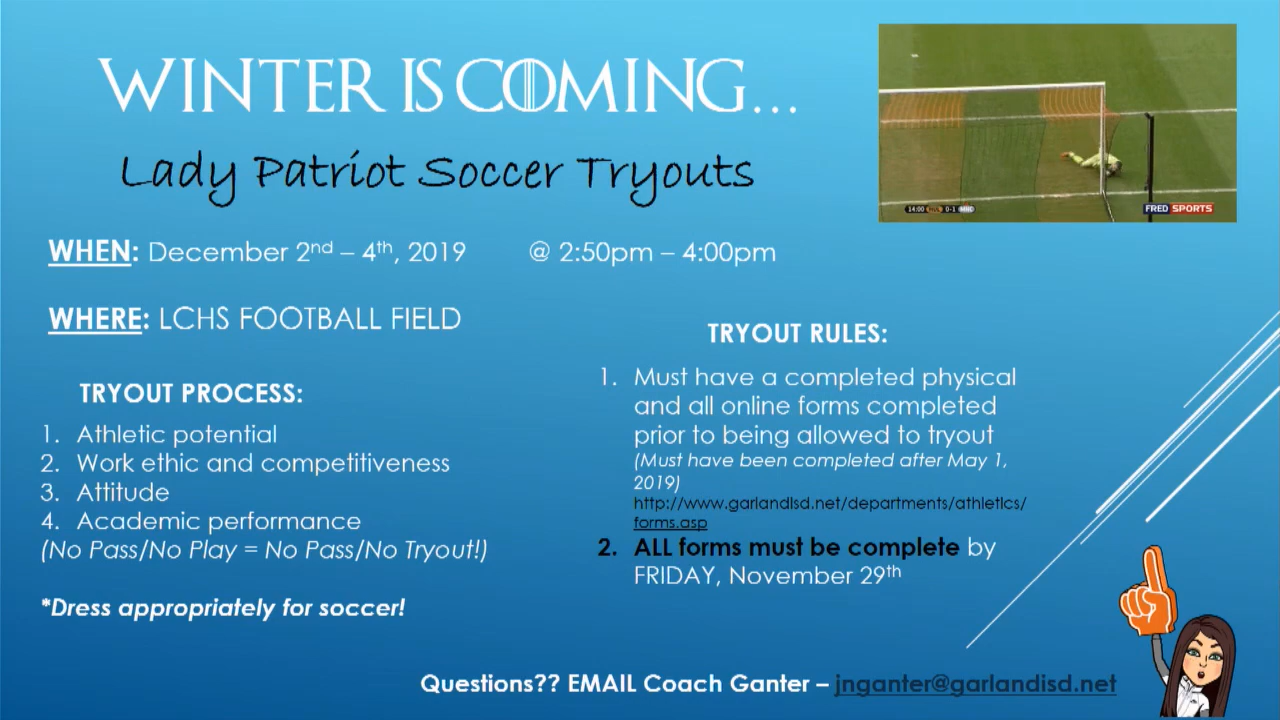 WINTER IS COMING...
Lady Patriot Soccer Tryouts
WHEN: December 2nd – 4th, 2019 @ 2:50pm – 4:00pm
WHERE: LCHS FOOTBALL FIELD
TRYOUT PROCESS:
1. Athletic potential
2. Work ethic and competitiveness
3. Attitude
4. Academic performance
(No Pass/No Play = No Pass/No Tryout!)
*Dress appropriately for soccer!
TRYOUT RULES:
1. Must have a completed physical
and all online forms completed
prior to being allowed to tryout
(Must have been completed after May 1,
2019)
http://www.garlandisd.net/departments/athletics/
forms.asp
2. ALL forms must be complete by
FRIDAY, November 29th
14:00 0-1
FRED SPORTS
Questions?? EMAIL Coach Ganter – jnganter@garlandisd.net